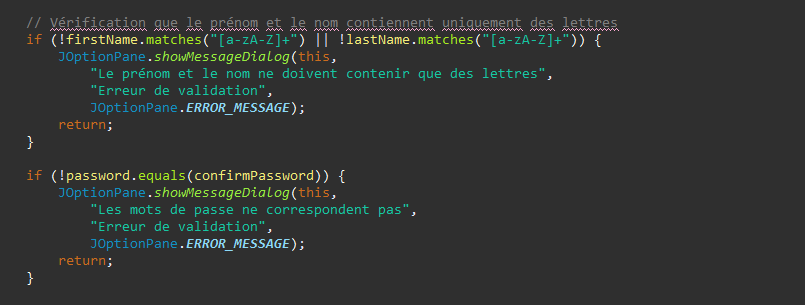 // Vérification que le prénom et le nom contiennent uniquement des lettres
if (!firstName.matches("[a-zA-Z]+") || !lastName.matches("[a-zA-Z]+")) {
JOptionPane.showMessageDialog(this,
"Le prénom et le nom ne doivent contenir que des lettres",
"Erreur de validation",
JOptionPane.ERROR_MESSAGE);
return;
}
if (!password.equals(confirmPassword)) {
JOptionPane.showMessageDialog(this,
"Les mots de passe ne correspondent pas",
"Erreur de validation",
JOptionPane.ERROR_MESSAGE);
return;
}